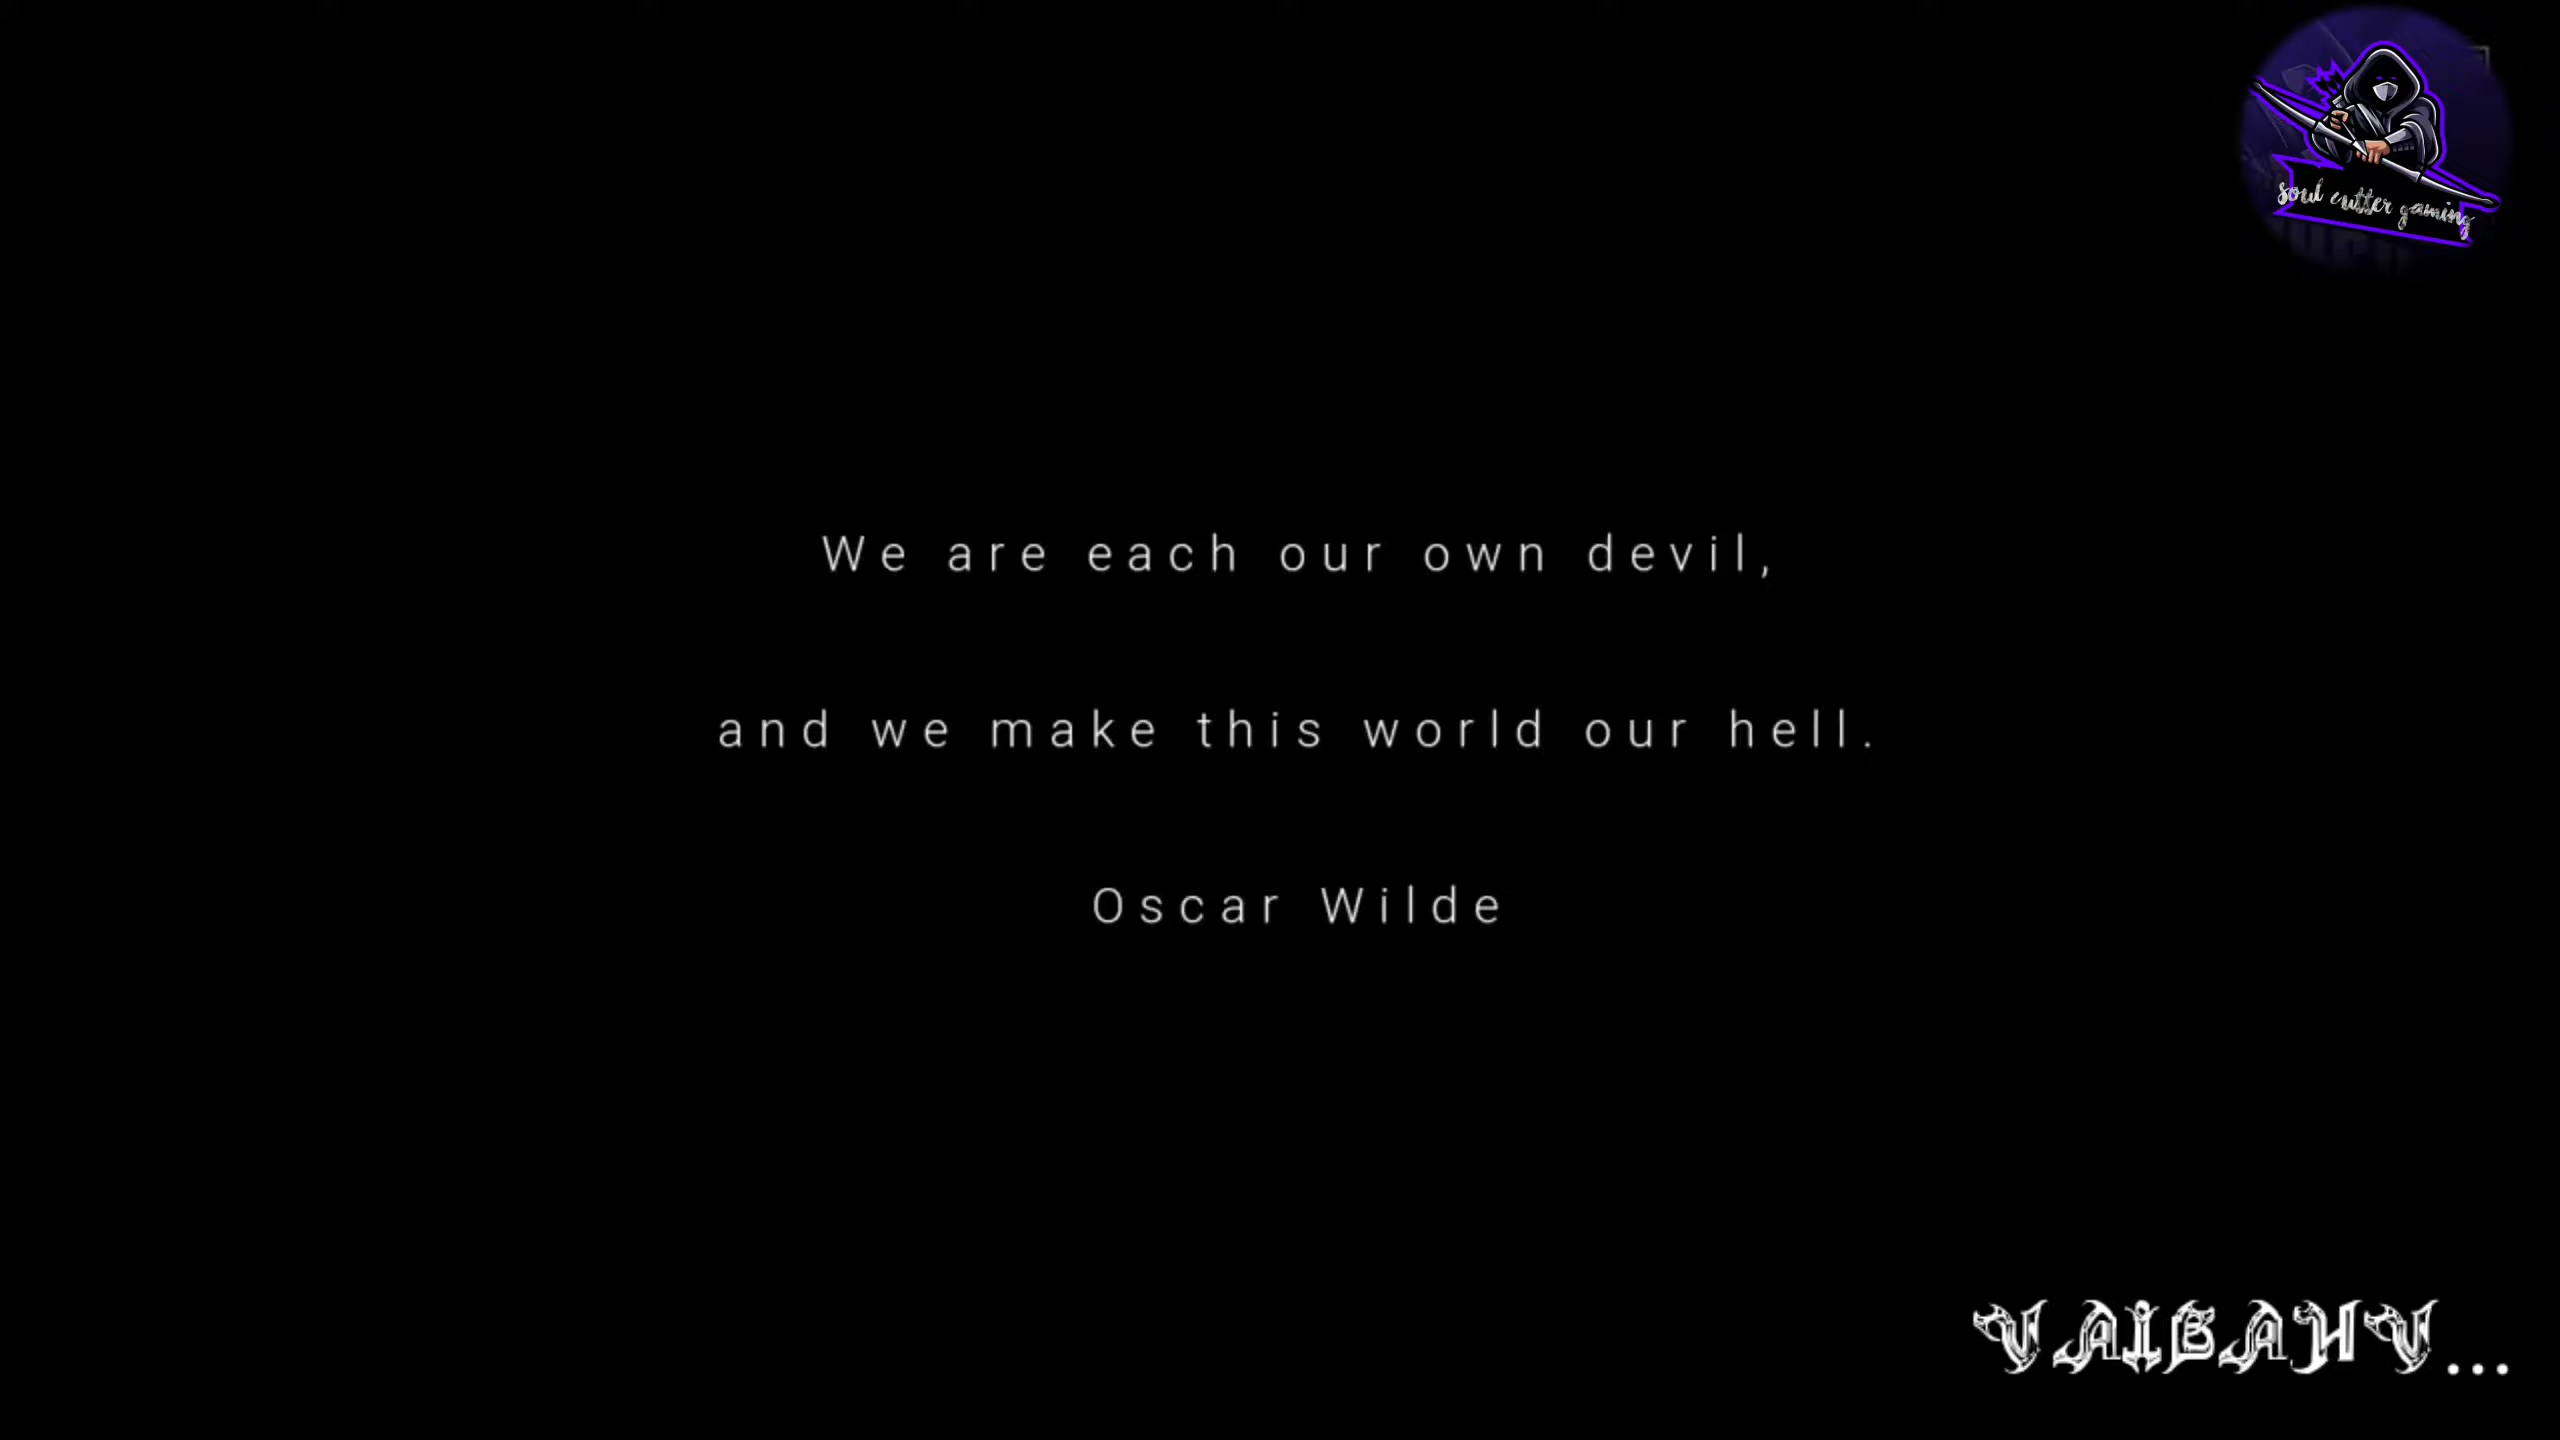 soul cutter gaming
We are each our own devil,
and we make this world our hell.
Oscar Wilde
VAIBAHV...